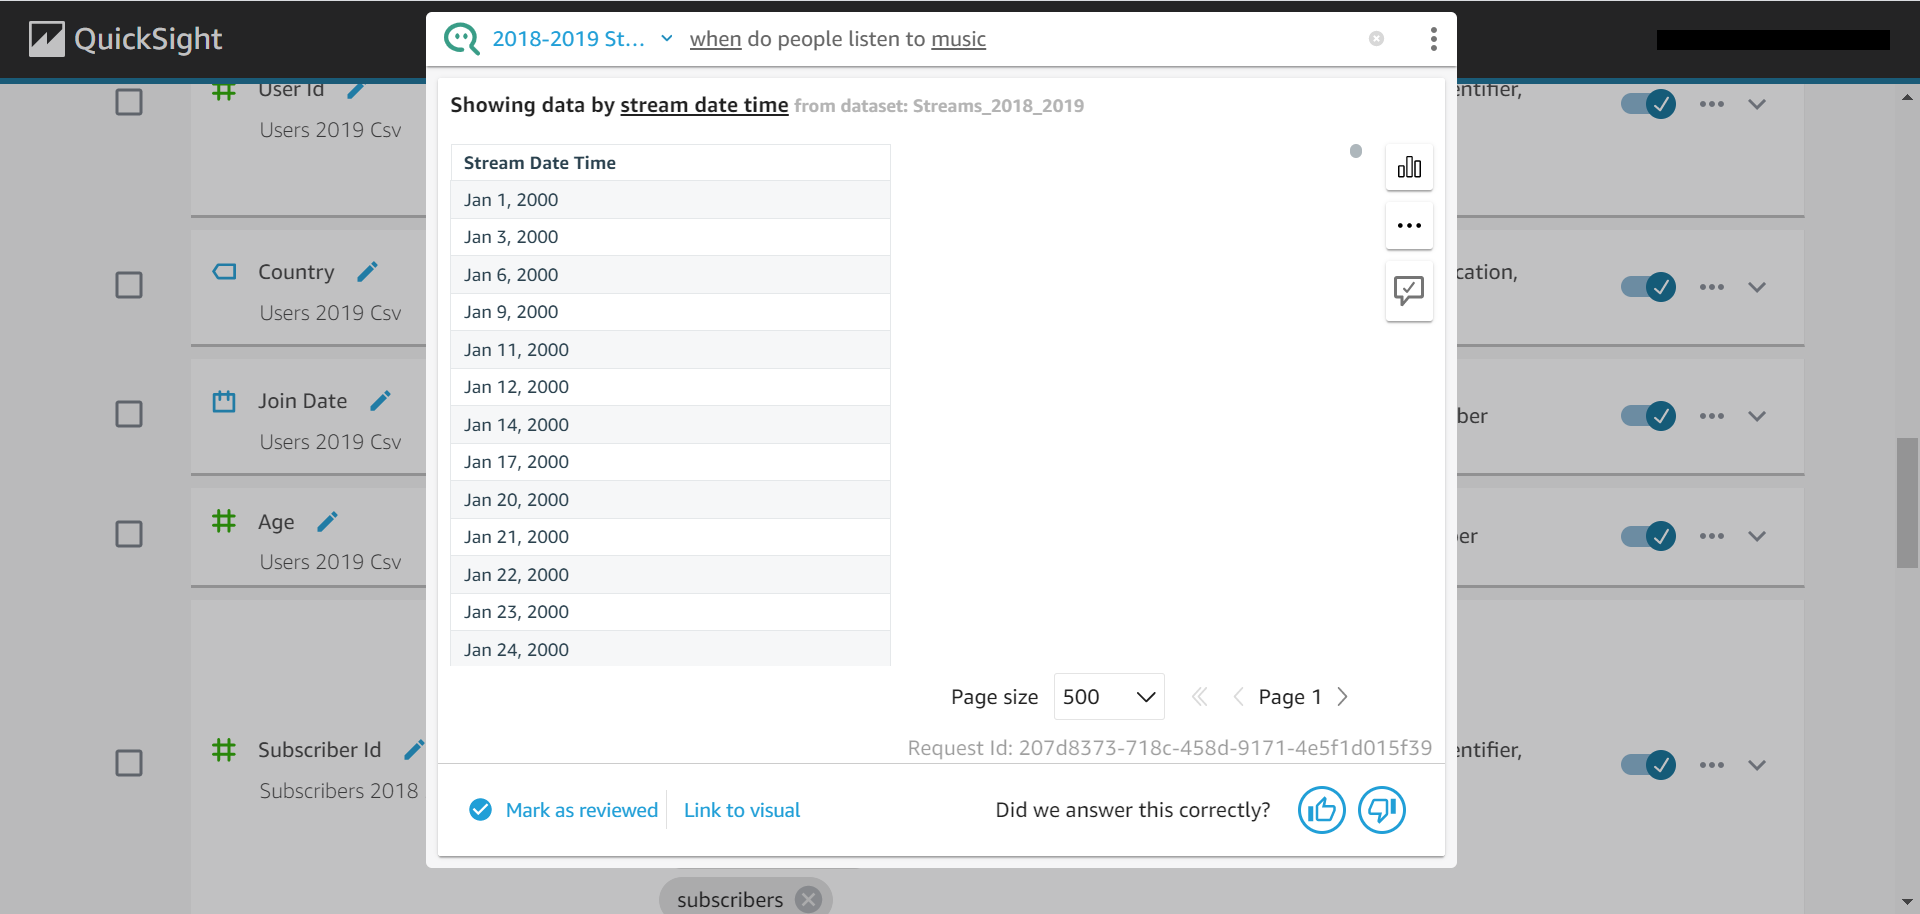 QuickSight
2018-2019 St...
when do people listen to music
User Id
Users 2019 Csv
Country
Users 2019 Csv
Join Date
Users 2019 Csv
Age
Users 2019 Csv
Subscriber Id
Subscribers 2018
Showing data by stream date time from dataset: Streams_2018_2019
Stream Date Time
Jan 1, 2000
Jan 3, 2000
Jan 6, 2000
Jan 9, 2000
Jan 11, 2000
Jan 12, 2000
Jan 14, 2000
Jan 17, 2000
Jan 20, 2000
Jan 21, 2000
Jan 22, 2000
Jan 23, 2000
Jan 24, 2000
Page size 500 Page 1
Request Id: 207d8373-718c-458d-9171-4e5f1d015f39
Mark as reviewed Link to visual Did we answer this correctly?
subscribers